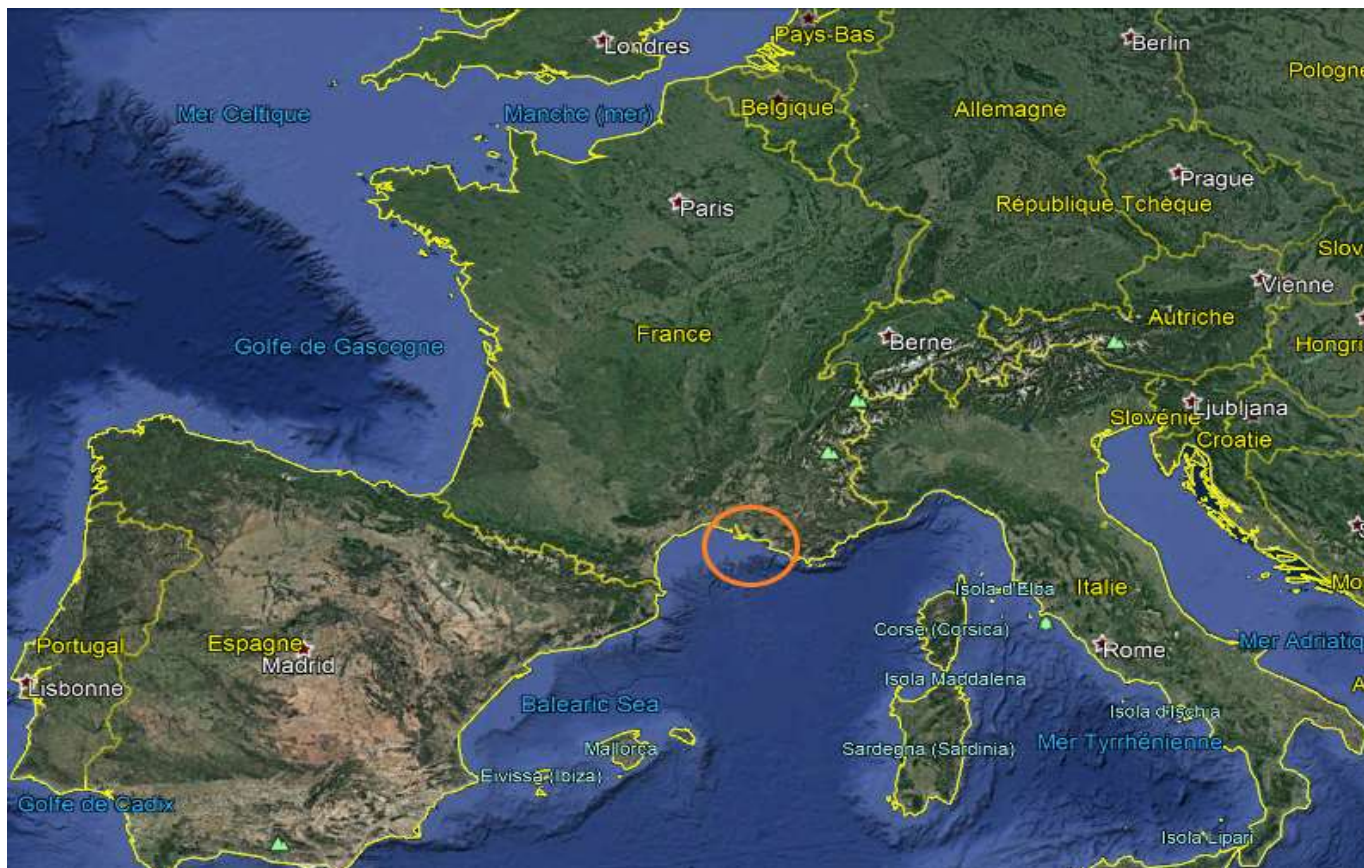 Londres
Pays-Bas
Berlin
Pologne
Mer Celtique
Manche (mer)
Belgique
Allemagne
Prague
Paris
République Tchèque
Slov
Vienne
Golfe de Gascogne
France
Berne
Autriche
Hongri
Ljubljana
Slovénie
Croatie
Isola d'Elba
Italie
Mo
Corse (Corsica)
Portugal
Espagne
Madrid
Rome
Mer Adriatiq
Lisbonne
Isola Maddalena
A
Balearic Sea
Isola d'Ischia
Mallorca
Sardegna (Sardinia)
Mer Tyrrhénienne
Eivissa (Ibiza)
Golfe de Cadix
Isola Lipari